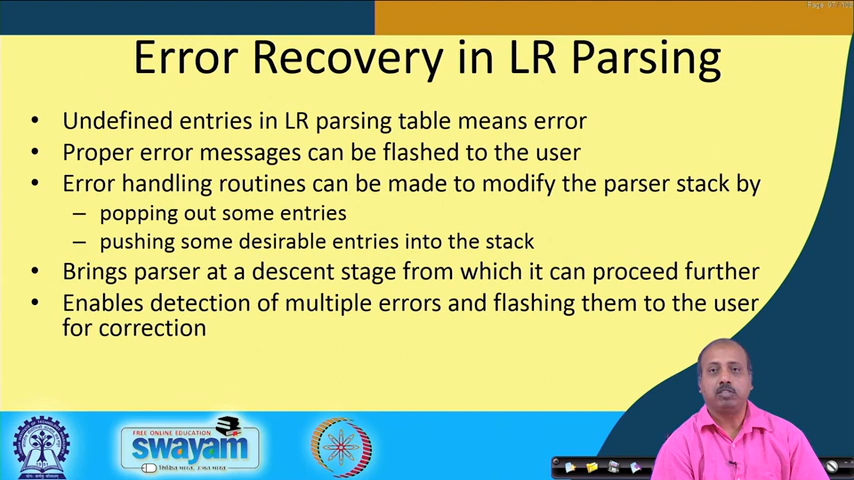 Error Recovery in LR Parsing
• Undefined entries in LR parsing table means error
• Proper error messages can be flashed to the user
• Error handling routines can be made to modify the parser stack by
– popping out some entries
– pushing some desirable entries into the stack
• Brings parser at a descent stage from which it can proceed further
• Enables detection of multiple errors and flashing them to the user
for correction
FREE ONLINE EDUCATION
swayam